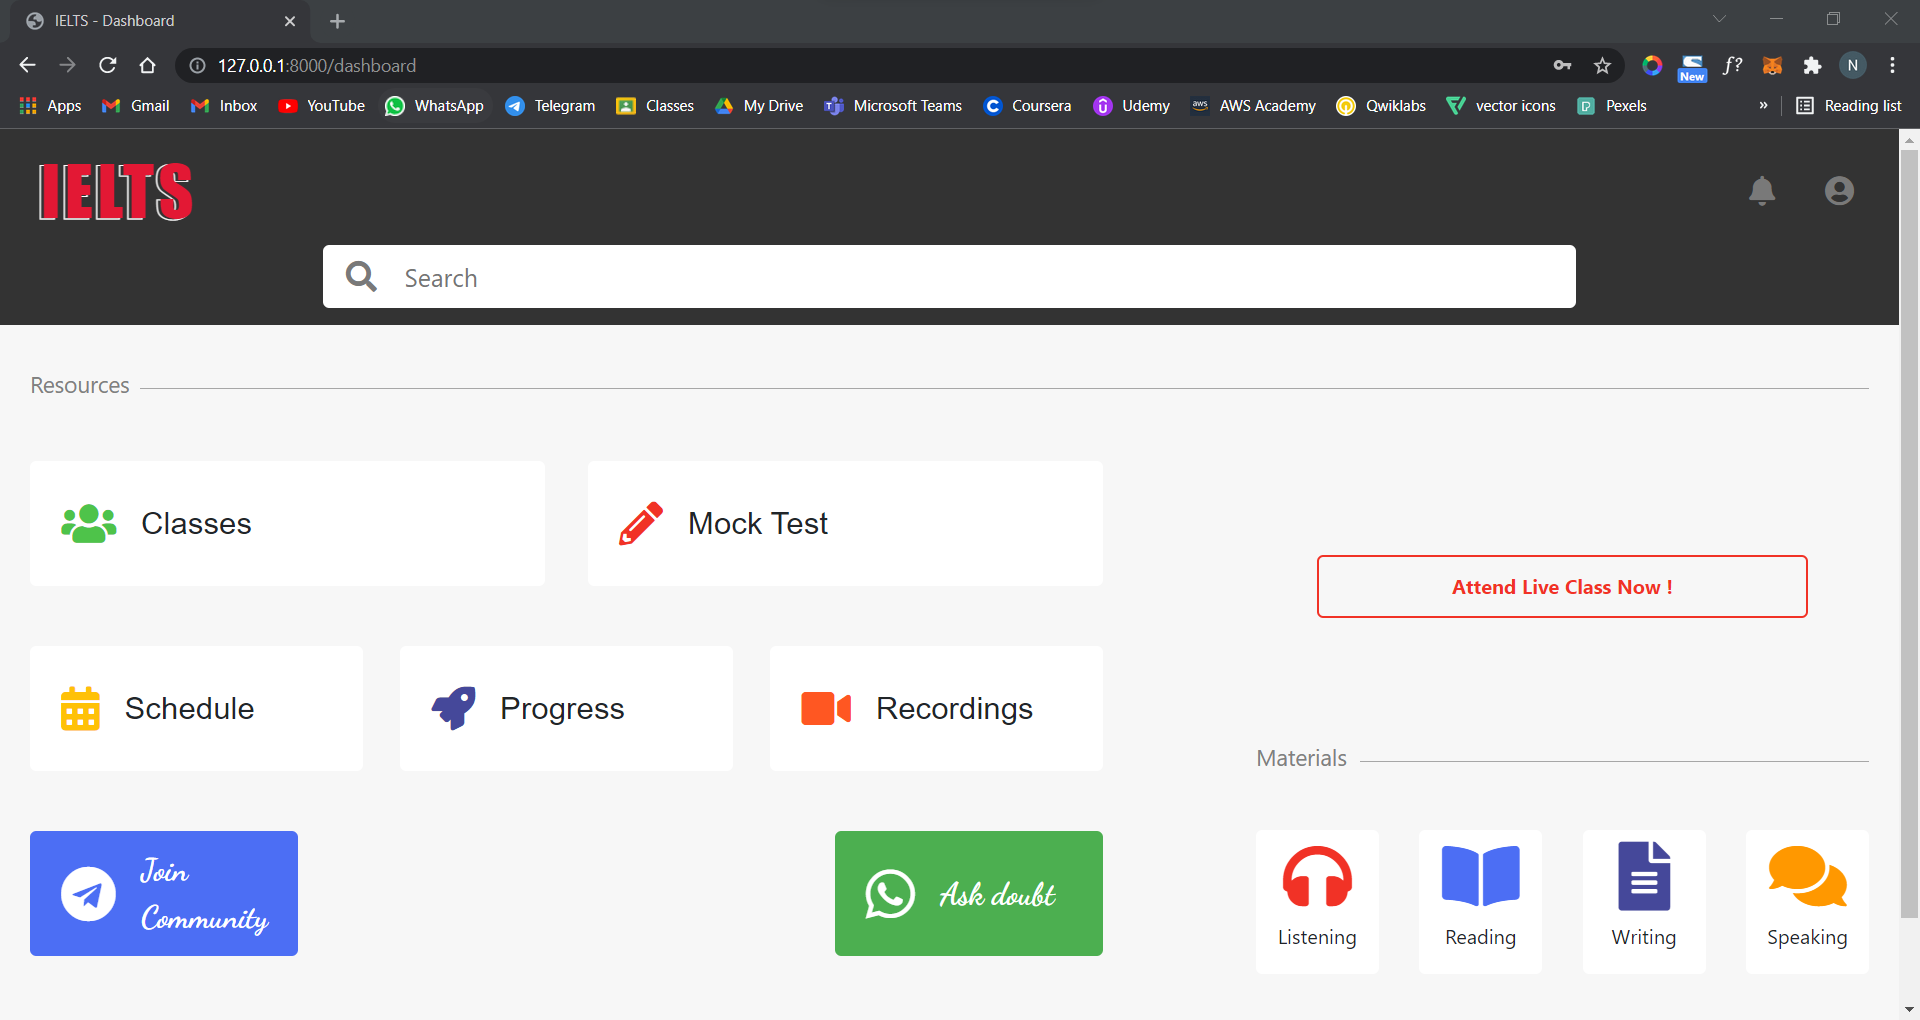 IELTS - Dashboard
127.0.0.1:8000/dashboard
New
f?
N
Apps
Gmail
Inbox
YouTube
WhatsApp
Telegram
Classes
My Drive
Microsoft Teams
Coursera
Udemy
aws
AWS Academy
Qwiklabs
vector icons
Pexels
»
Reading list
IELTS
Search
Resources
Classes
Mock Test
Attend Live Class Now !
Schedule
Progress
Recordings
Materials
Join
Community
Ask doubt
Listening
Reading
Writing
Speaking